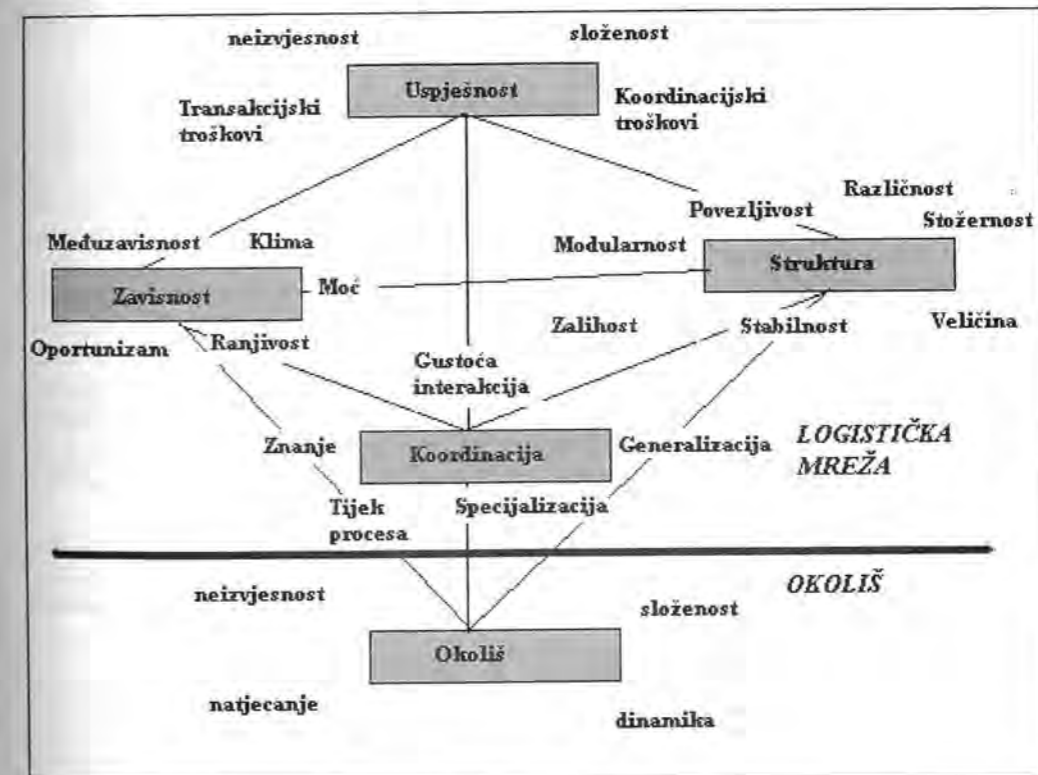 neizvjesnost
složenost
Uspješnost
Transakcijski
troškovi
Koordinacijski
troškovi
Različnost
Povezljivost
Stožernost
Međuzavisnost
Klima
Modularnost
Struktura
Zavisnost
Moć
Zalihost
Stabilnost
Veličina
Oportunizam
Ranjivost
Gustoća
interakcija
Znanje
Koordinacija
Generalizacija
LOGISTIČKA
MREŽA
Tijek
procesa
Specijalizacija
OKOLIŠ
neizvjesnost
složenost
Okoliš
natjecanje
dinamika